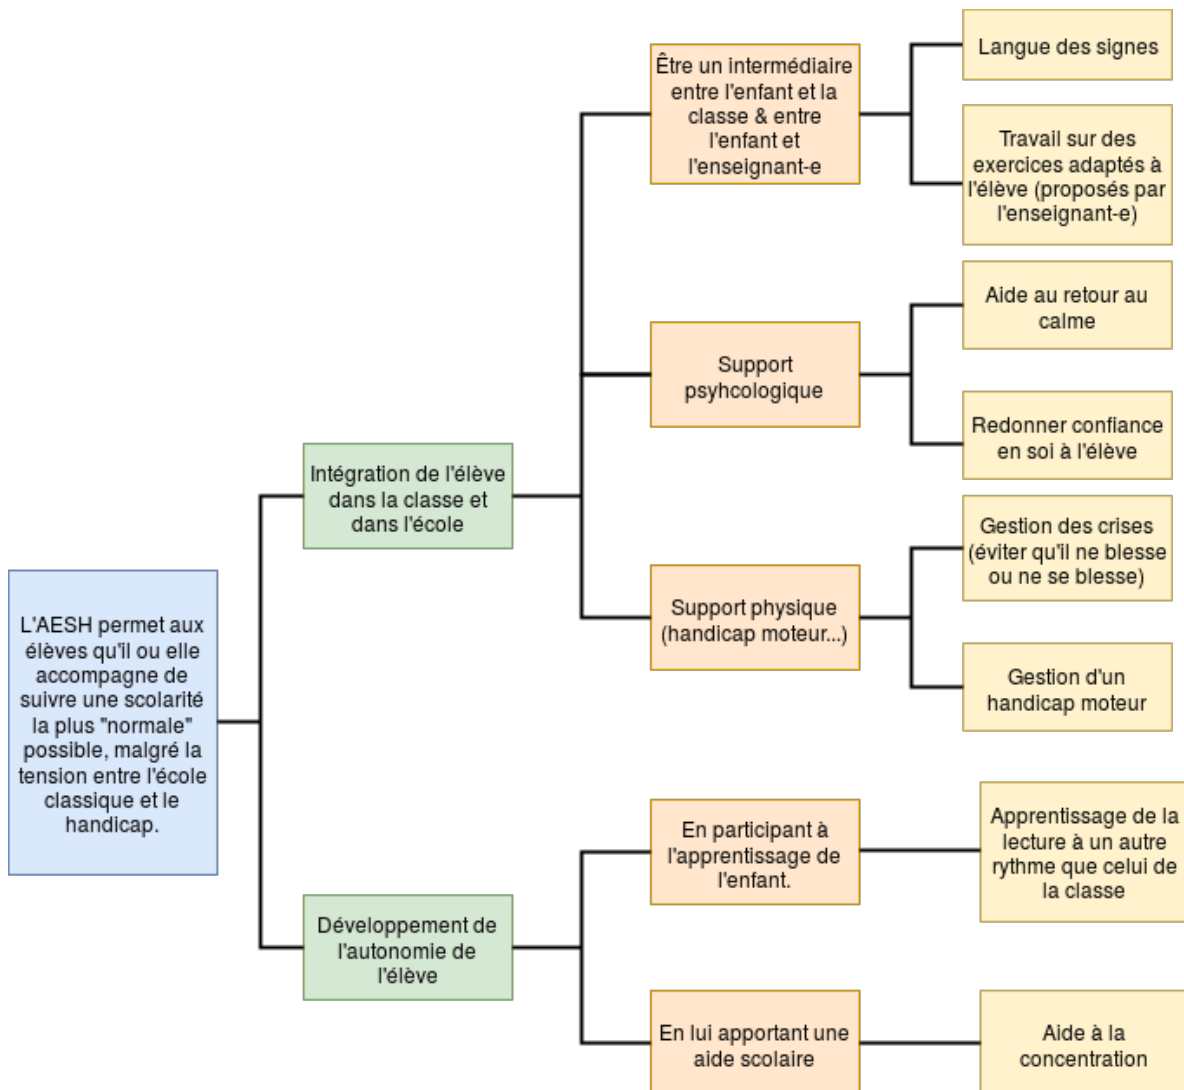 L'AESH permet aux
élèves qu'il ou elle
accompagne de
suivre une scolarité
la plus "normale"
possible, malgré la
tension entre l'école
classique et le
handicap.
Intégration de l'élève
dans la classe et
dans l'école
Être un intermédiaire
entre l'enfant et la
classe & entre
l'enfant et
l'enseignant-e
Langue des signes
Travail sur des
exercices adaptés à
l'élève (proposés par
l'enseignant-e)
Support
psyhcologique
Aide au retour au
calme
Redonner confiance
en soi à l'élève
Support physique
(handicap moteur...)
Gestion des crises
(éviter qu'il ne blesse
ou ne se blesse)
Gestion d'un
handicap moteur
Développement de
l'autonomie de
l'élève
En participant à
l'apprentissage de
l'enfant.
Apprentissage de la
lecture à un autre
rythme que celui de
la classe
En lui apportant une
aide scolaire
Aide à la
concentration